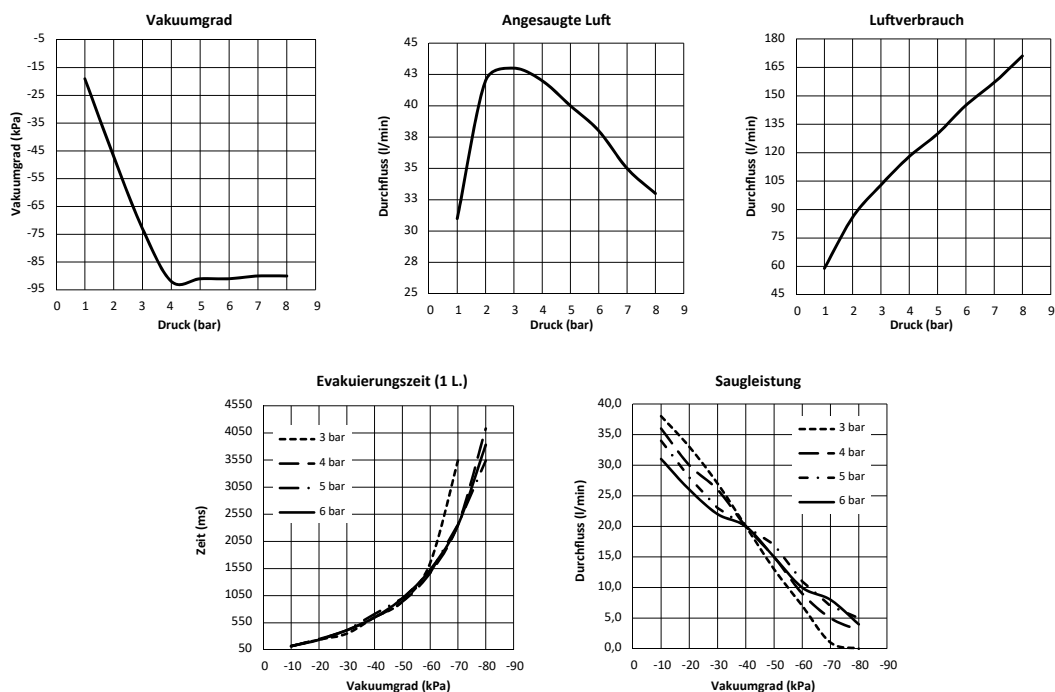 Vakuumgrad
-5
-15
-25
-35
-45
-55
-65
-75
-85
-95
Vakuumgrad (kPa)
0 1 2 3 4 5 6 7 8 9
Druck (bar)
Angesaugte Luft
45
43
40
38
35
33
30
28
25
Durchfluss (l/min)
0 1 2 3 4 5 6 7 8 9
Druck (bar)
Luftverbrauch
180
165
150
135
120
105
90
75
60
45
Durchfluss (l/min)
0 1 2 3 4 5 6 7 8 9
Druck (bar)
Evakuierungszeit (1 L.)
4550
4050
3550
3050
2550
2050
1550
1050
550
50
Zeit (ms)
3 bar
4 bar
5 bar
6 bar
0 -10 -20 -30 -40 -50 -60 -70 -80 -90
Vakuumgrad (kPa)
Saugleistung
40,0
35,0
30,0
25,0
20,0
15,0
10,0
5,0
0,0
Durchfluss (l/min)
3 bar
4 bar
5 bar
6 bar
0 -10 -20 -30 -40 -50 -60 -70 -80 -90
Vakuumgrad (kPa)